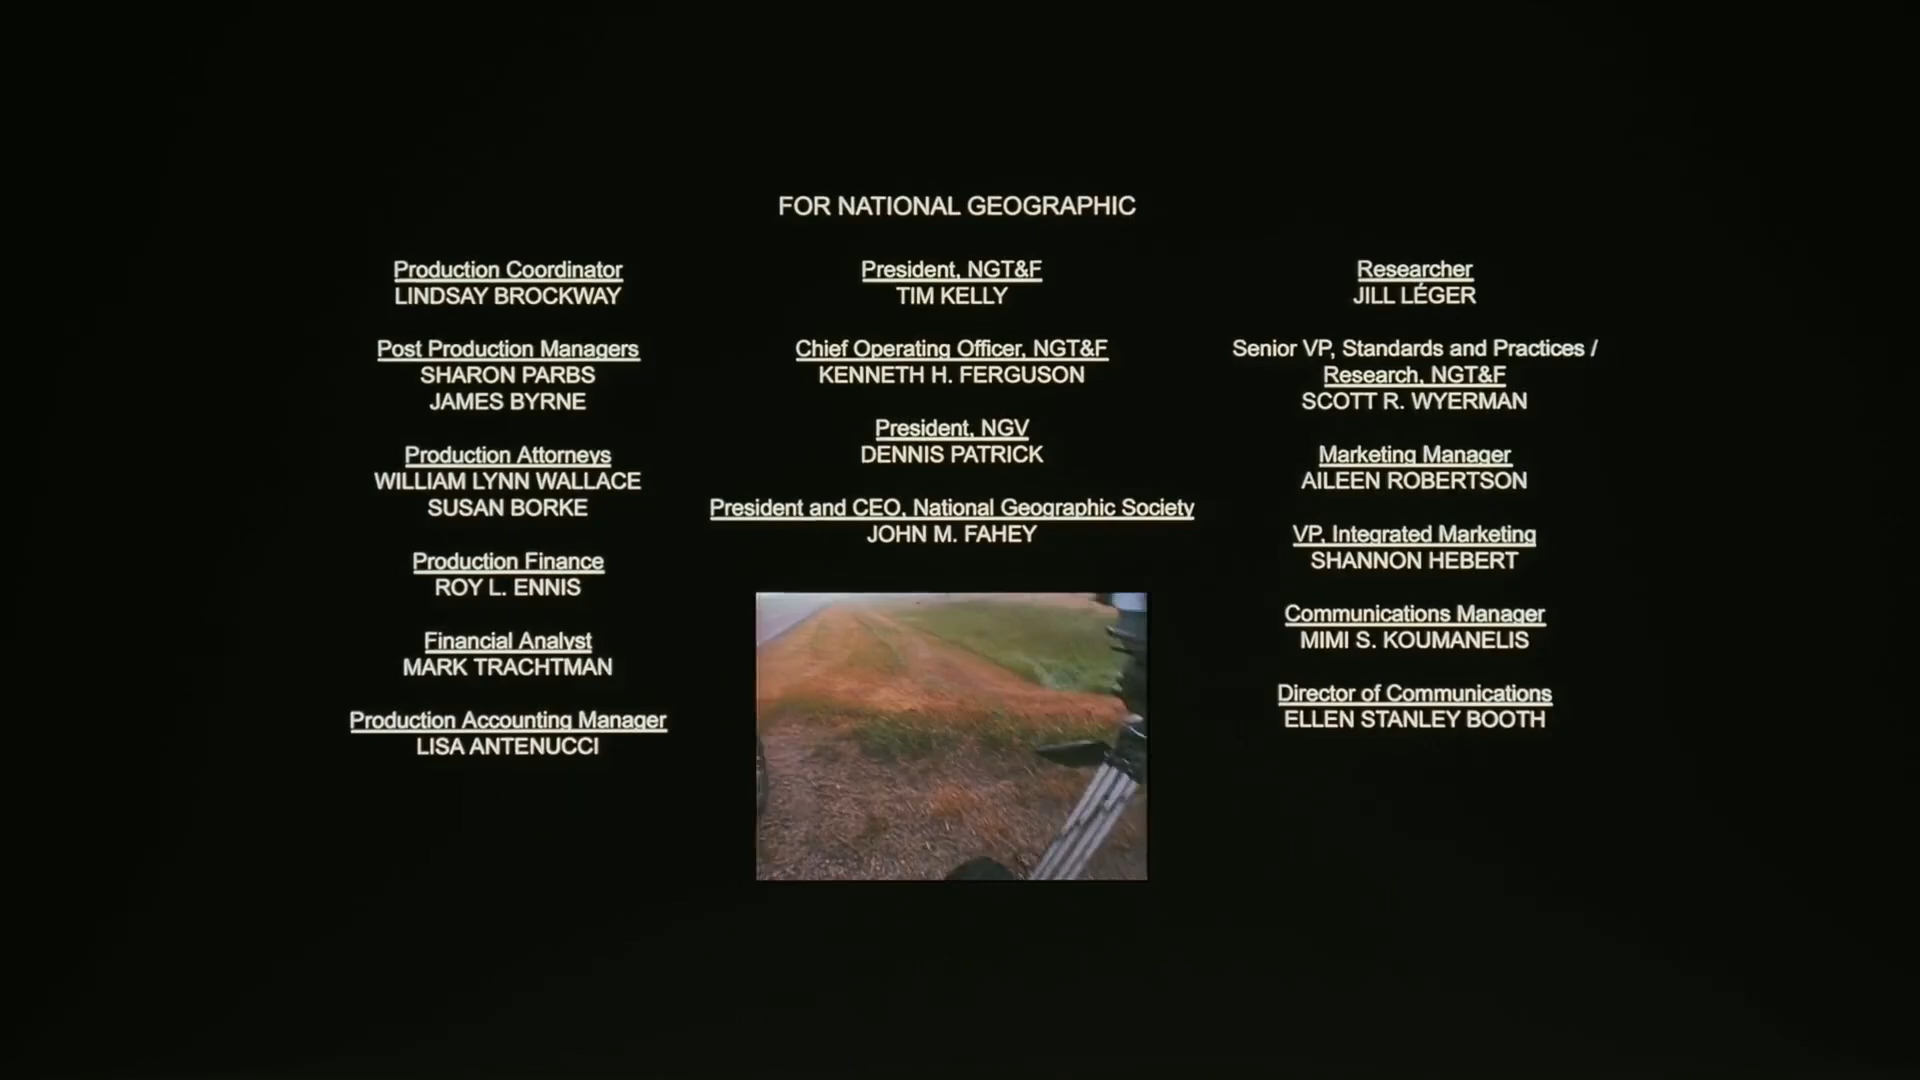 FOR NATIONAL GEOGRAPHIC
Production Coordinator
LINDSAY BROCKWAY
Post Production Managers
SHARON PARBS
JAMES BYRNE
Production Attorneys
WILLIAM LYNN WALLACE
SUSAN BORKE
Production Finance
ROY L. ENNIS
Financial Analyst
MARK TRACHTMAN
Production Accounting Manager
LISA ANTENUCCI
President, NGT&F
TIM KELLY
Chief Operating Officer, NGT&F
KENNETH H. FERGUSON
President, NGV
DENNIS PATRICK
President and CEO, National Geographic Society
JOHN M. FAHEY
Researcher
JILL LÉGER
Senior VP, Standards and Practices /
Research, NGT&F
SCOTT R. WYERMAN
Marketing Manager
AILEEN ROBERTSON
VP, Integrated Marketing
SHANNON HEBERT
Communications Manager
MIMI S. KOUMANELIS
Director of Communications
ELLEN STANLEY BOOTH